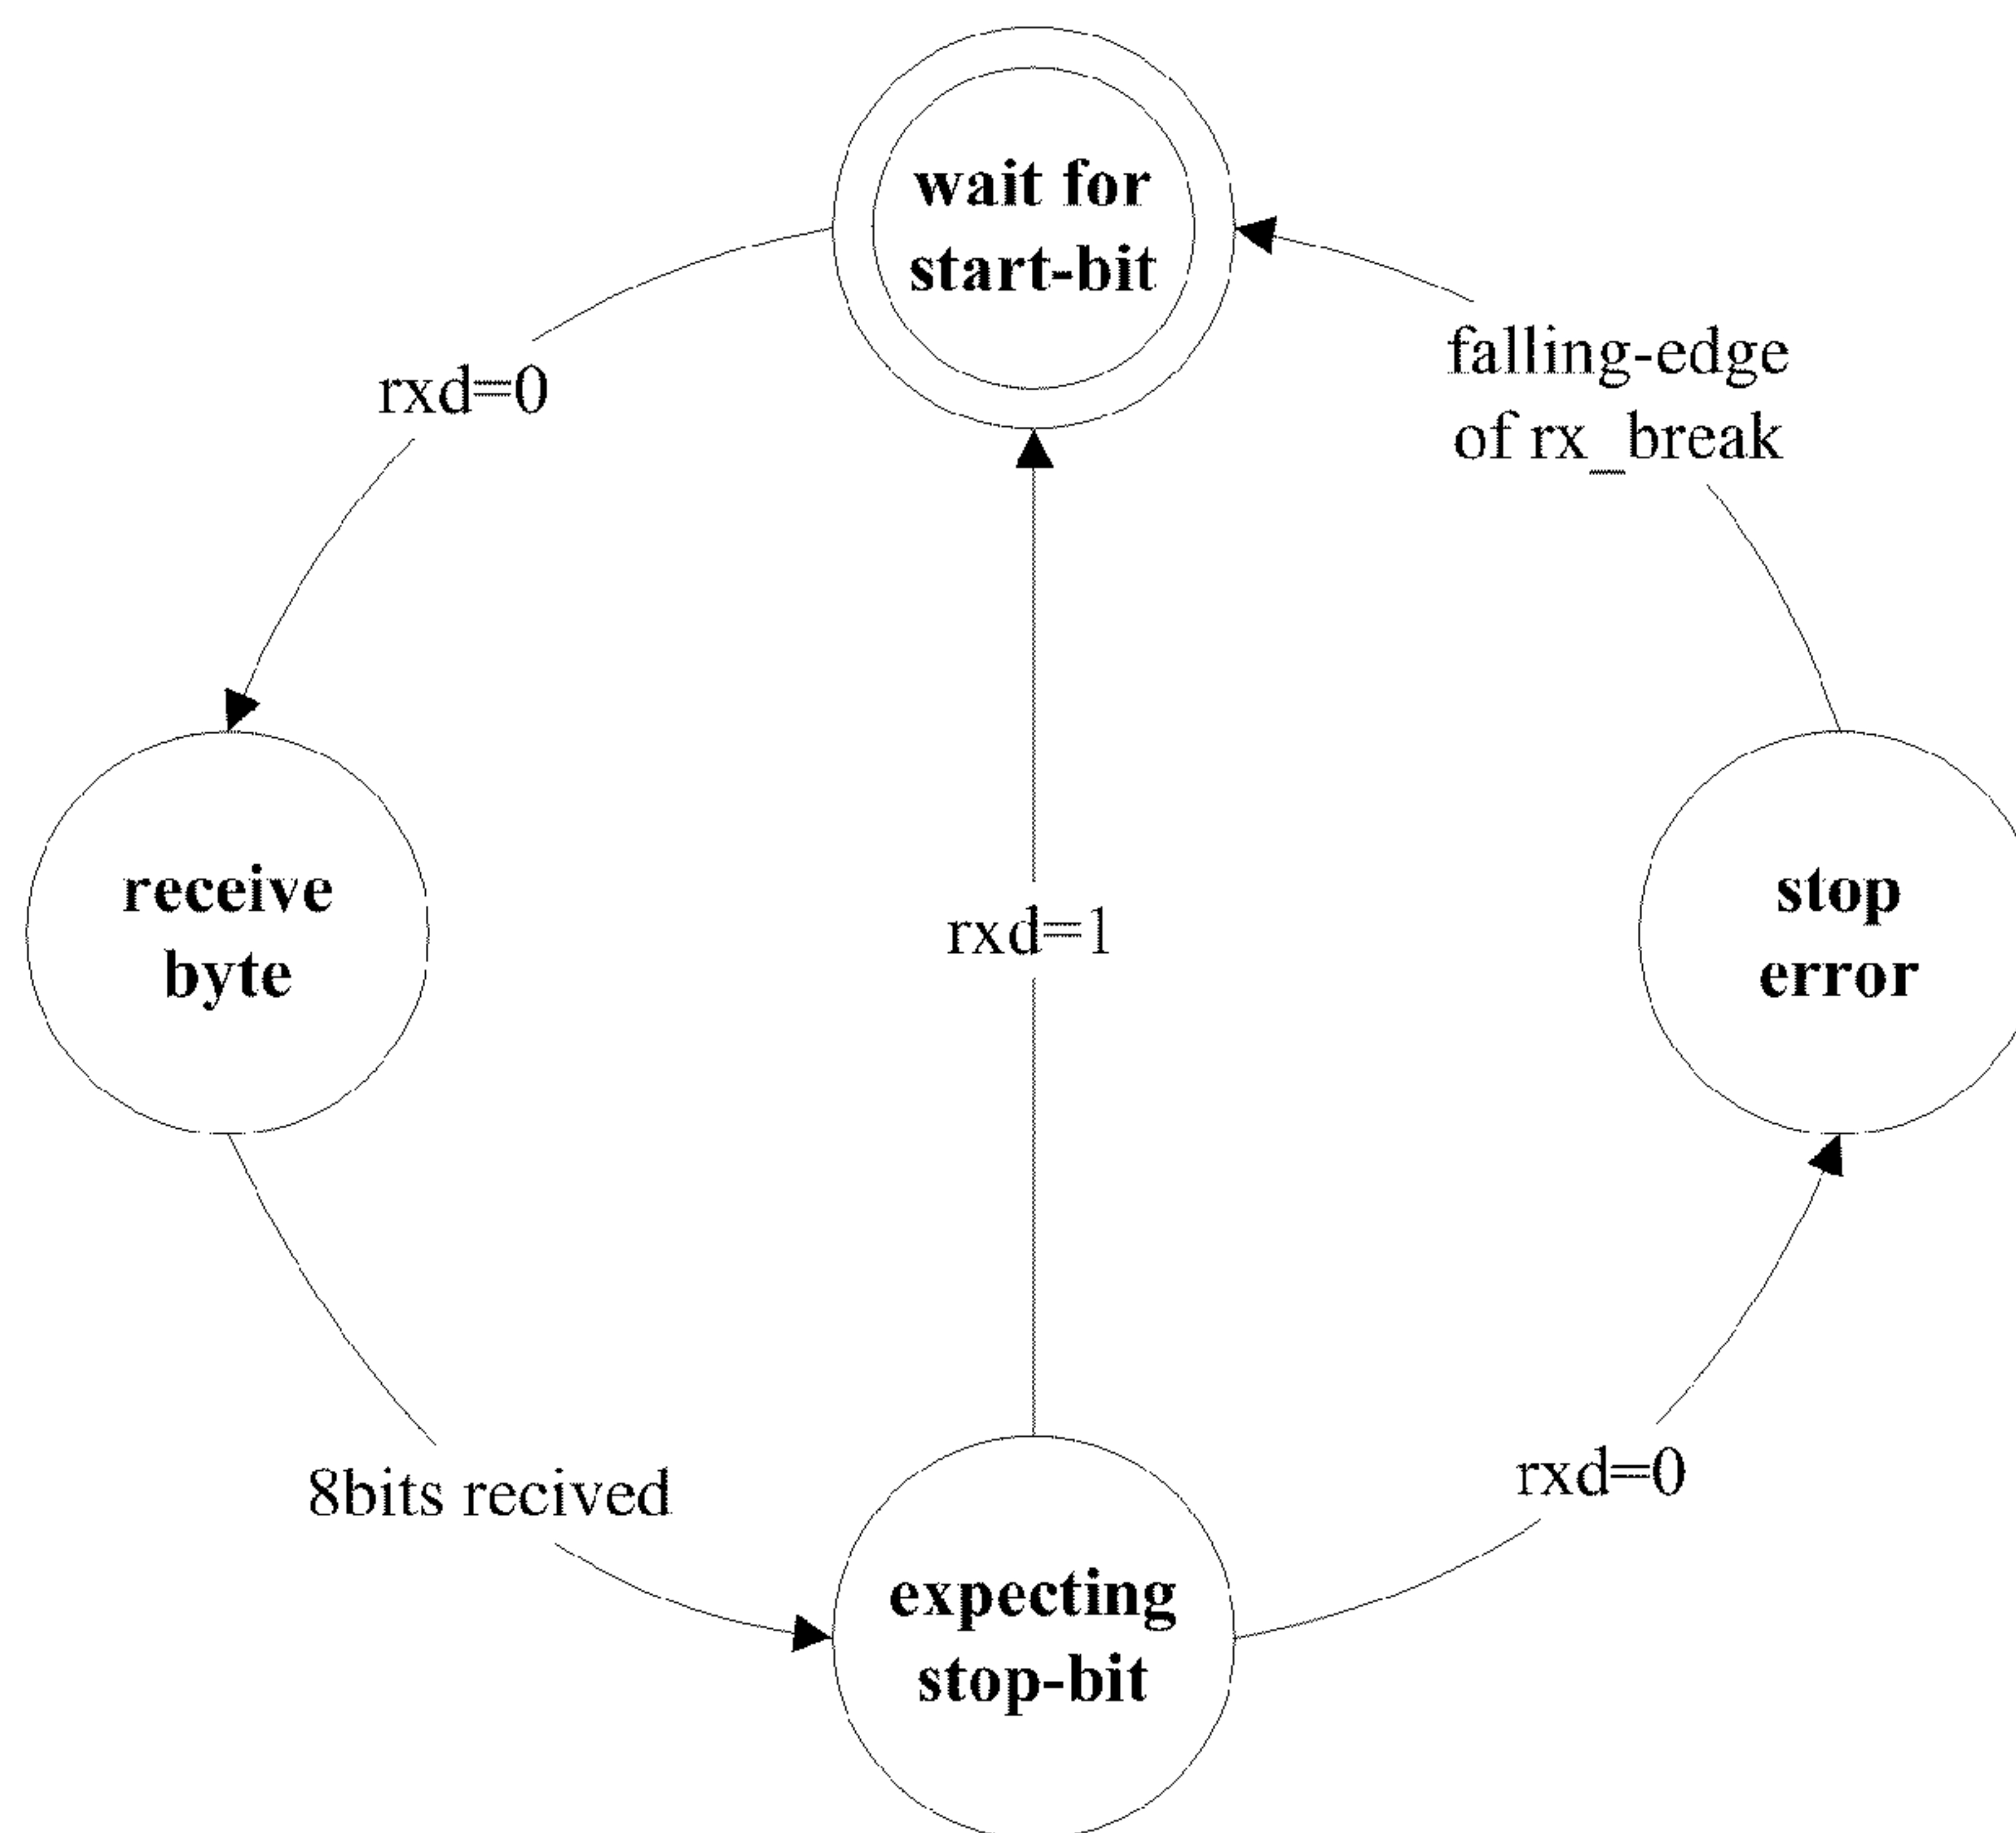 wait for
start-bit
rxd=0
falling-edge
of rx_break
receive
byte
rxd=1
stop
error
8bits recived
rxd=0
expecting
stop-bit